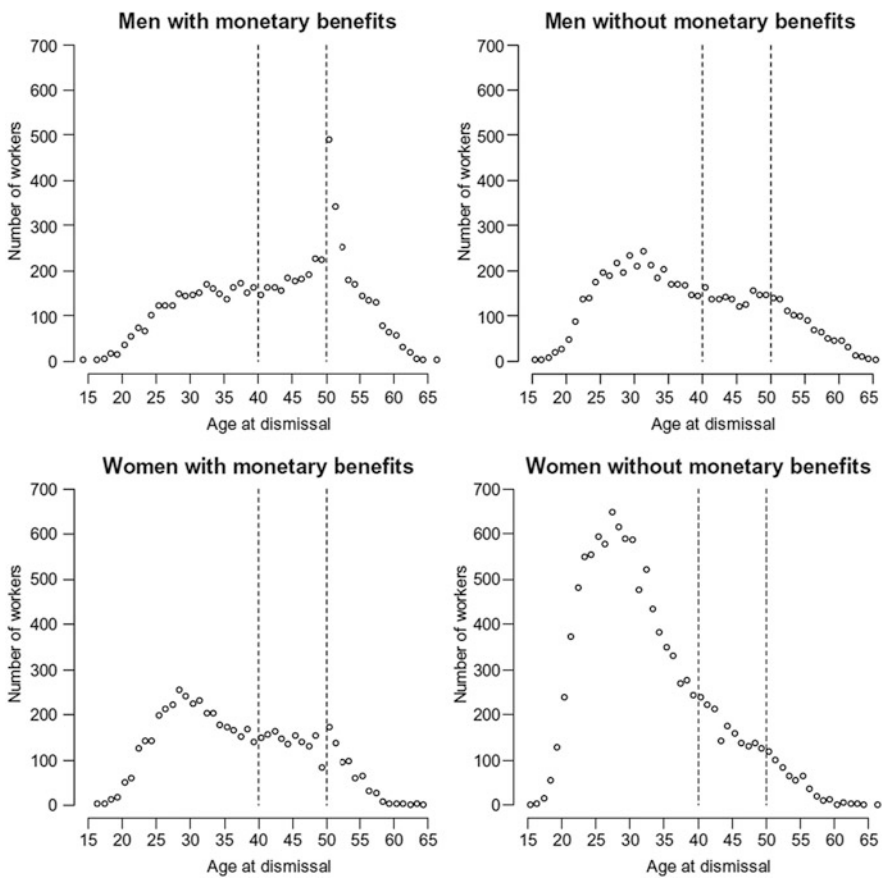 Men with monetary benefits
700
600
500
400
300
200
100
0
Number of workers
15 20 25 30 35 40 45 50 55 60 65
Age at dismissal
Men without monetary benefits
700
600
500
400
300
200
100
0
Number of workers
15 20 25 30 35 40 45 50 55 60 65
Age at dismissal
Women with monetary benefits
700
600
500
400
300
200
100
0
Number of workers
15 20 25 30 35 40 45 50 55 60 65
Age at dismissal
Women without monetary benefits
700
600
500
400
300
200
100
0
Number of workers
15 20 25 30 35 40 45 50 55 60 65
Age at dismissal